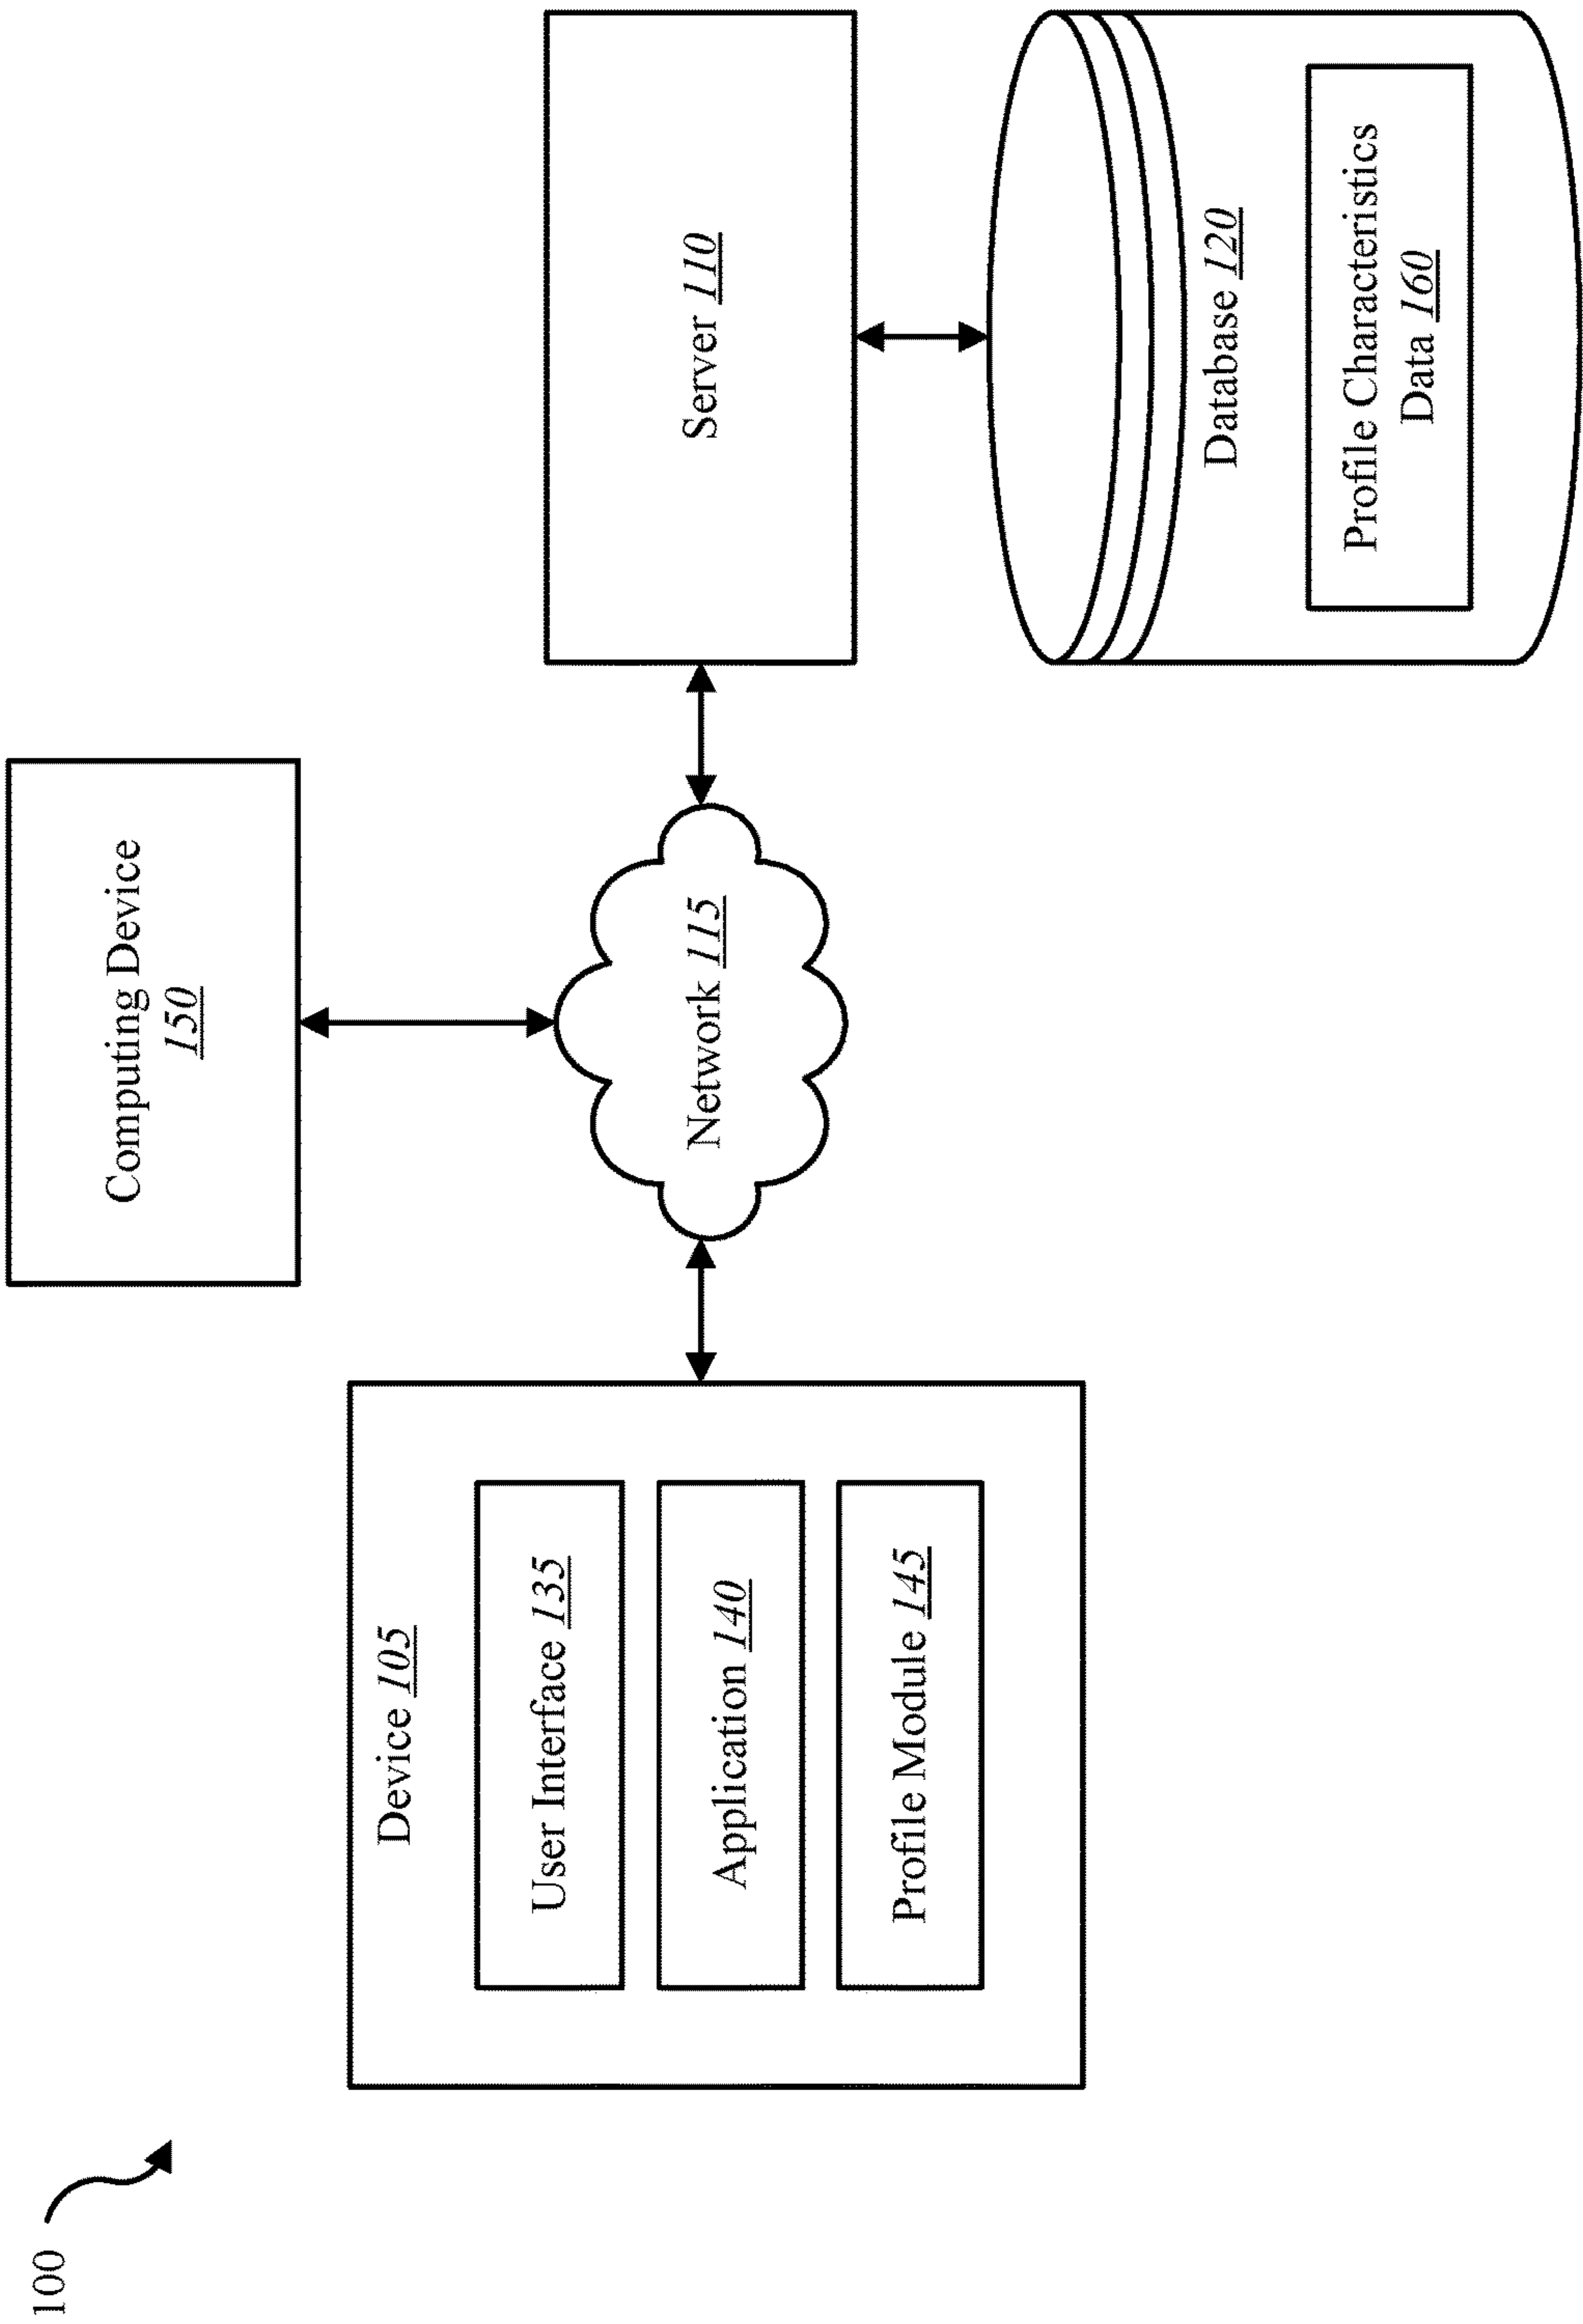 100
Device 105
User Interface 135
Application 140
Profile Module 145
Computing Device
150
Network 115
Server 110
Database 120
Profile Characteristics
Data 160